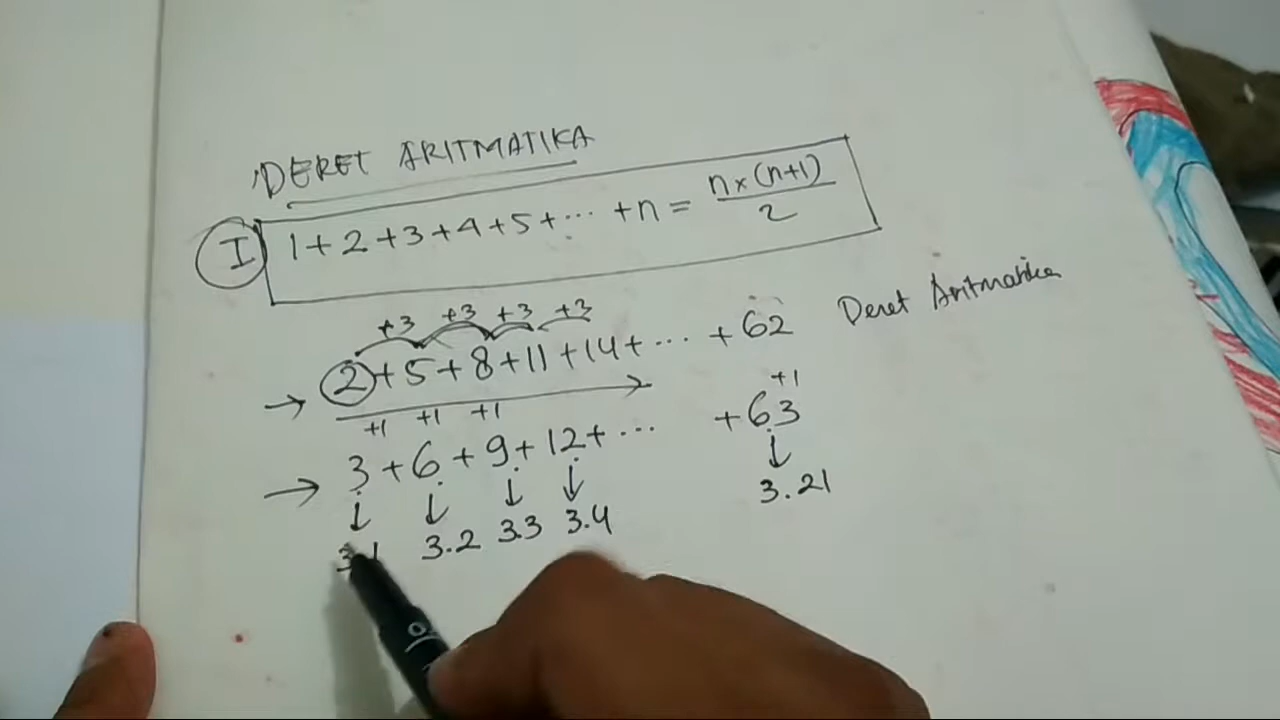 DERET ARITMATIKA
I 1+2+3+4+5+... +n = n×(n+1)/2
+3 +3 +3 +3
2+5+8+11+14+... +62 Deret Aritmatika
+1 +1 +1 +1
3+6+9+12+... +63
3.2 3.3 3.4 3.21